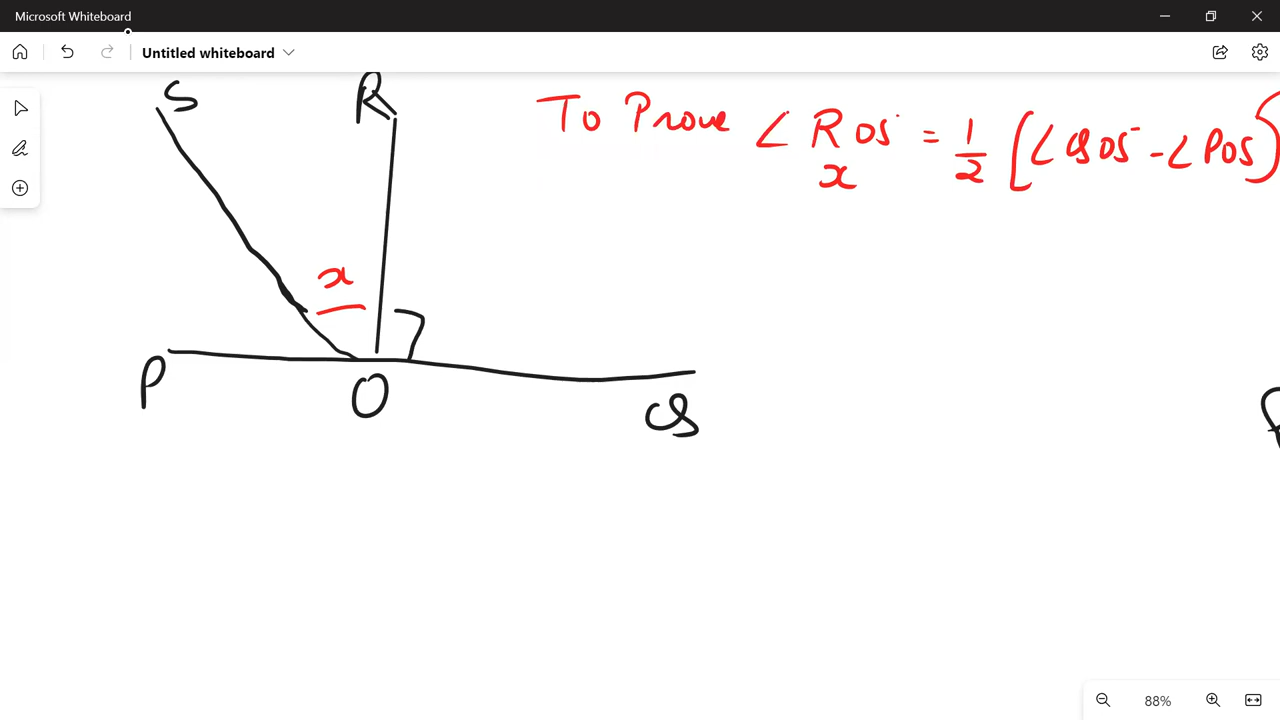 Microsoft Whiteboard
Untitled whiteboard
S R
To Prove ∠ ROS = 1/2 (∠ QOS - ∠ POS)
x
x
P O Q
88%